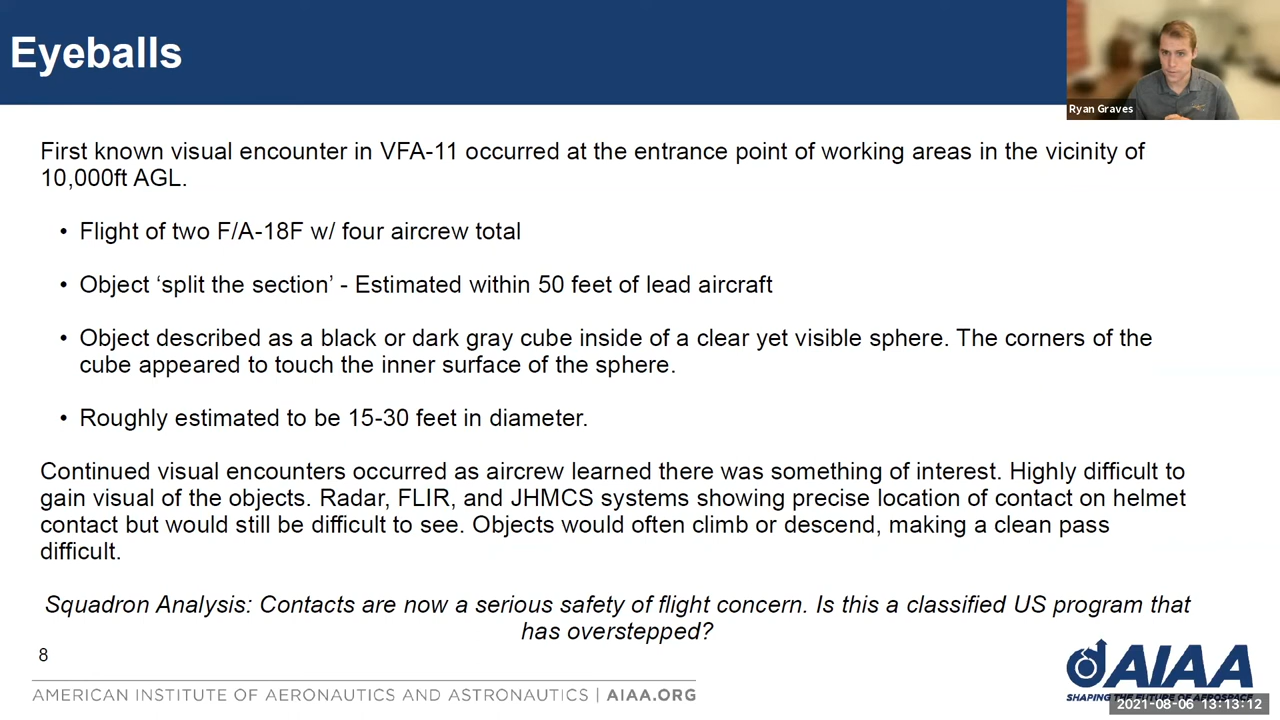 Eyeballs
Ryan Graves
First known visual encounter in VFA-11 occurred at the entrance point of working areas in the vicinity of
10,000ft AGL.
• Flight of two F/A-18F w/ four aircrew total
• Object ‘split the section’ - Estimated within 50 feet of lead aircraft
• Object described as a black or dark gray cube inside of a clear yet visible sphere. The corners of the
cube appeared to touch the inner surface of the sphere.
• Roughly estimated to be 15-30 feet in diameter.
Continued visual encounters occurred as aircrew learned there was something of interest. Highly difficult to
gain visual of the objects. Radar, FLIR, and JHMCS systems showing precise location of contact on helmet
contact but would still be difficult to see. Objects would often climb or descend, making a clean pass
difficult.
Squadron Analysis: Contacts are now a serious safety of flight concern. Is this a classified US program that
has overstepped?
8
AMERICAN INSTITUTE OF AERONAUTICS AND ASTRONAUTICS | AIAA.ORG
AIAA
SHAPING THE FUTURE OF AEROSPACE
2021-08-06 13:13:12